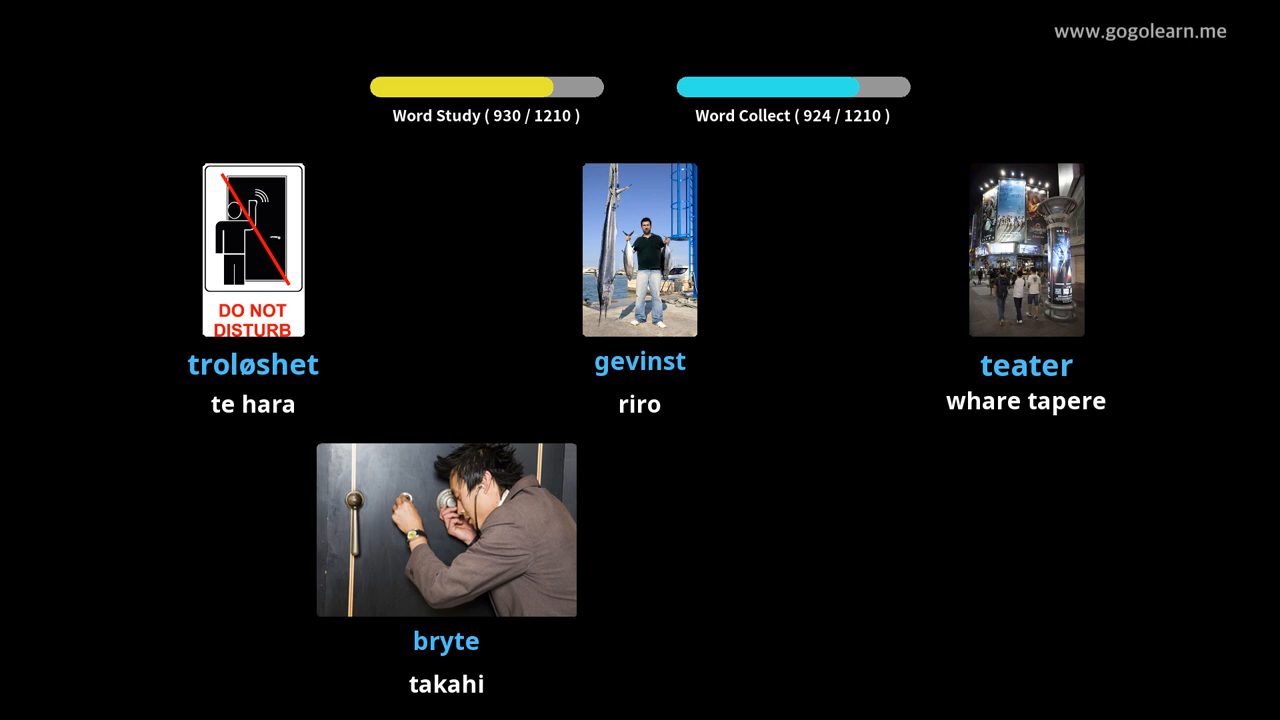 www.gogolearn.me
Word Study ( 930 / 1210 )
Word Collect ( 924 / 1210 )
DO NOT
DISTURB
troløshet
te hara
gevinst
riro
teater
whare tapere
bryte
takahi